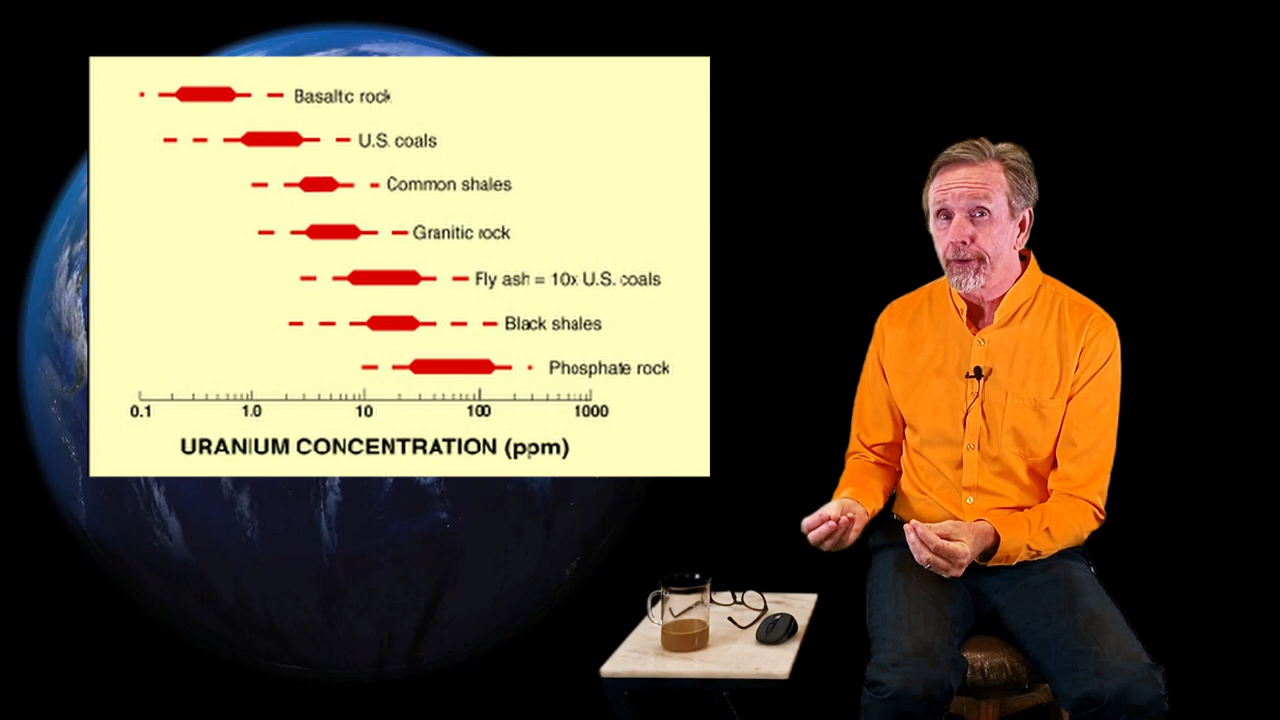 Basaltic rock
U.S. coals
Common shales
Granitic rock
Fly ash = 10x U.S. coals
Black shales
Phosphate rock
0.1 1.0 10 100 1000
URANIUM CONCENTRATION (ppm)